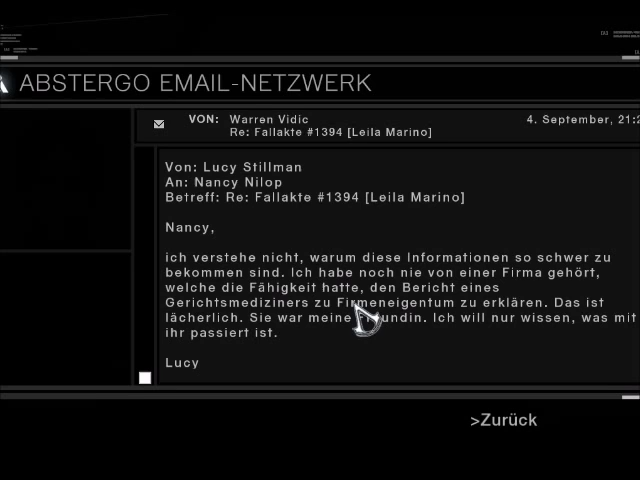 ABSTERGO EMAIL-NETZWERK
VON: Warren Vidic 4. September, 21:2
Re: Fallakte #1394 [Leila Marino]
Von: Lucy Stillman
An: Nancy Nilop
Betreff: Re: Fallakte #1394 [Leila Marino]
Nancy,
ich verstehe nicht, warum diese Informationen so schwer zu
bekommen sind. Ich habe noch nie von einer Firma gehört,
welche die Fähigkeit hatte, den Bericht eines
Gerichtsmediziners zu Firmeneigentum zu erklären. Das ist
lächerlich. Sie war meine Freundin. Ich will nur wissen, was mit
ihr passiert ist.
Lucy
>Zurück